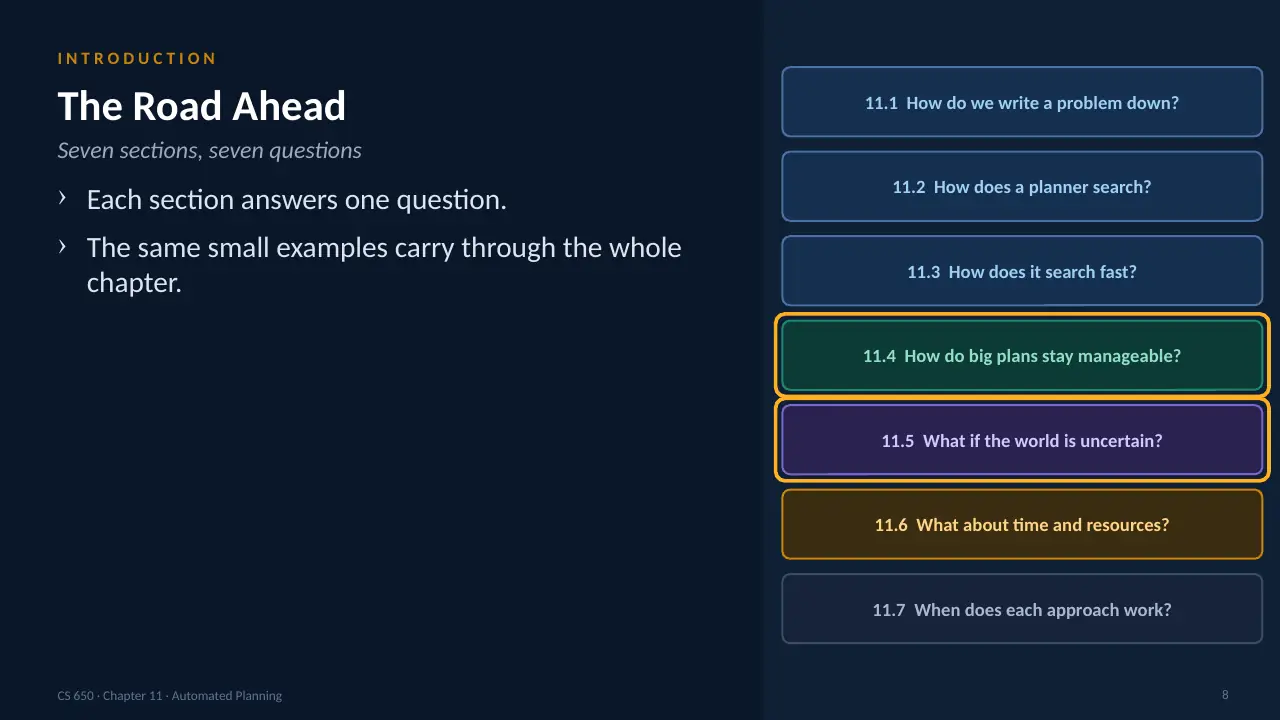 INTRODUCTION
The Road Ahead
Seven sections, seven questions
› Each section answers one question.
› The same small examples carry through the whole
chapter.
11.1 How do we write a problem down?
11.2 How does a planner search?
11.3 How does it search fast?
11.4 How do big plans stay manageable?
11.5 What if the world is uncertain?
11.6 What about time and resources?
11.7 When does each approach work?
CS 650 · Chapter 11 · Automated Planning
8